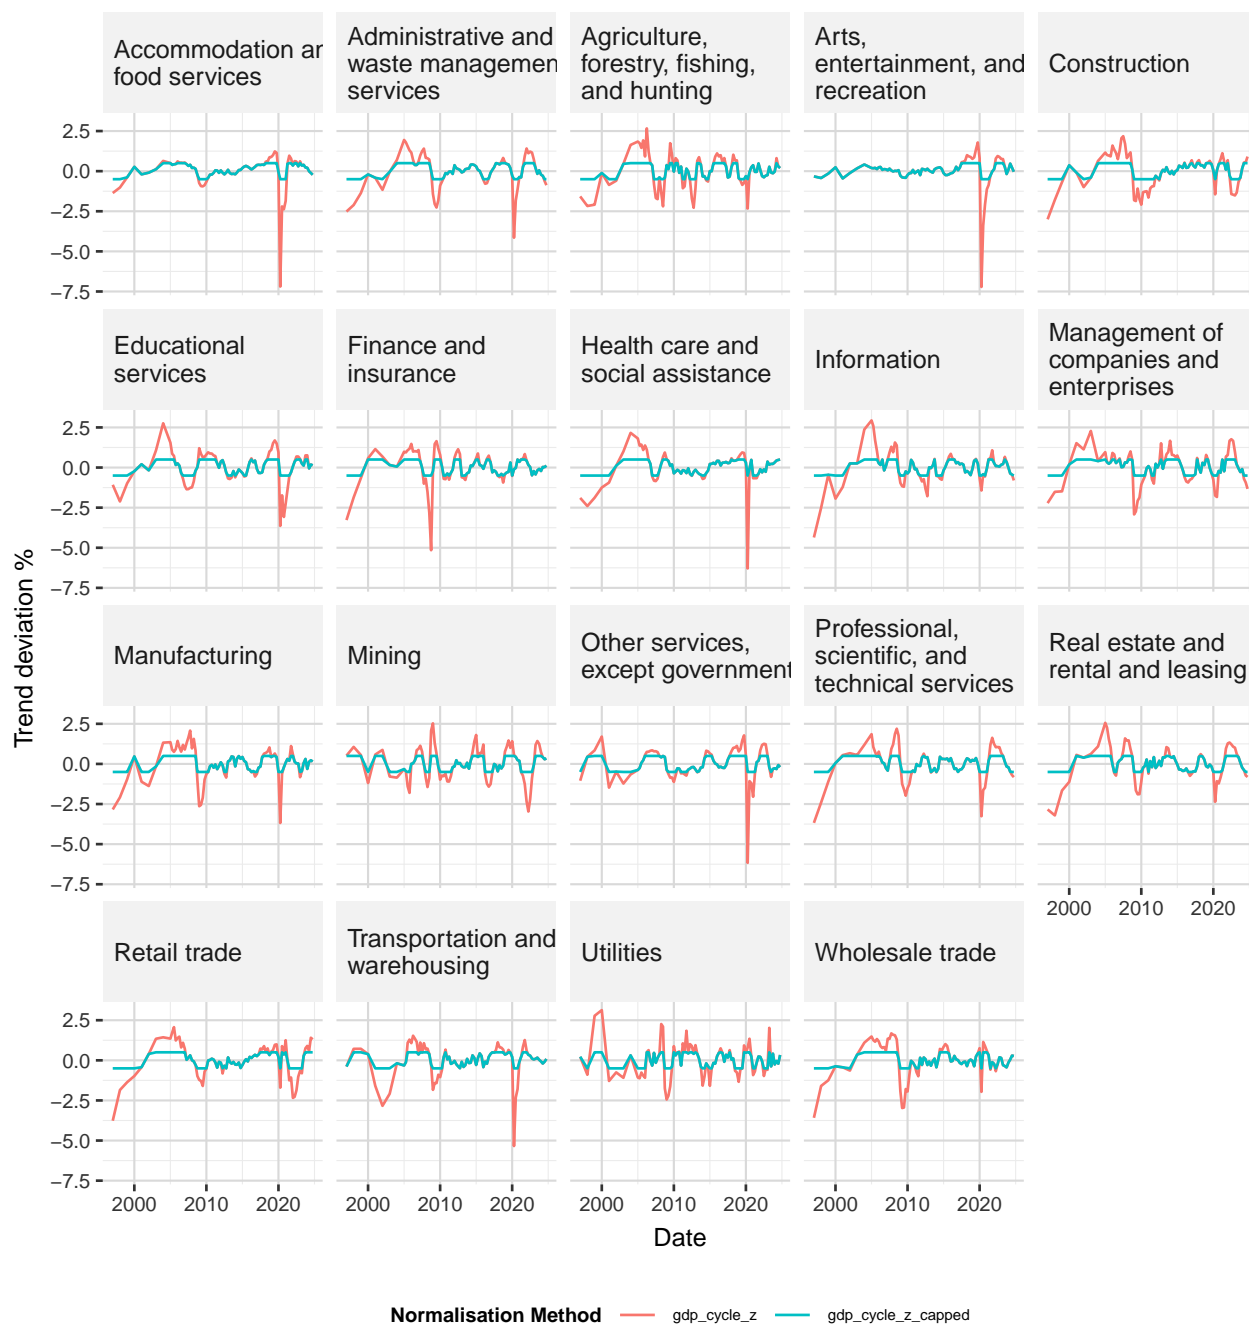 Accommodation ar
food services
Administrative and
waste managemen
services
Agriculture,
forestry, fishing,
and hunting
Arts,
entertainment, and
recreation
Construction
2.5
0.0
−2.5
−5.0
−7.5
Educational
services
Finance and
insurance
Health care and
social assistance
Information
Management of
companies and
enterprises
2.5
0.0
−2.5
−5.0
−7.5
Trend deviation %
Manufacturing
Mining
Other services,
except government
Professional,
scientific, and
technical services
Real estate and
rental and leasing
2.5
0.0
−2.5
−5.0
−7.5
2000 2010 2020
Retail trade
Transportation and
warehousing
Utilities
Wholesale trade
2.5
0.0
−2.5
−5.0
−7.5
2000 2010 2020 2000 2010 2020 2000 2010 2020 2000 2010 2020
Date
Normalisation Method gdp_cycle_z gdp_cycle_z_capped